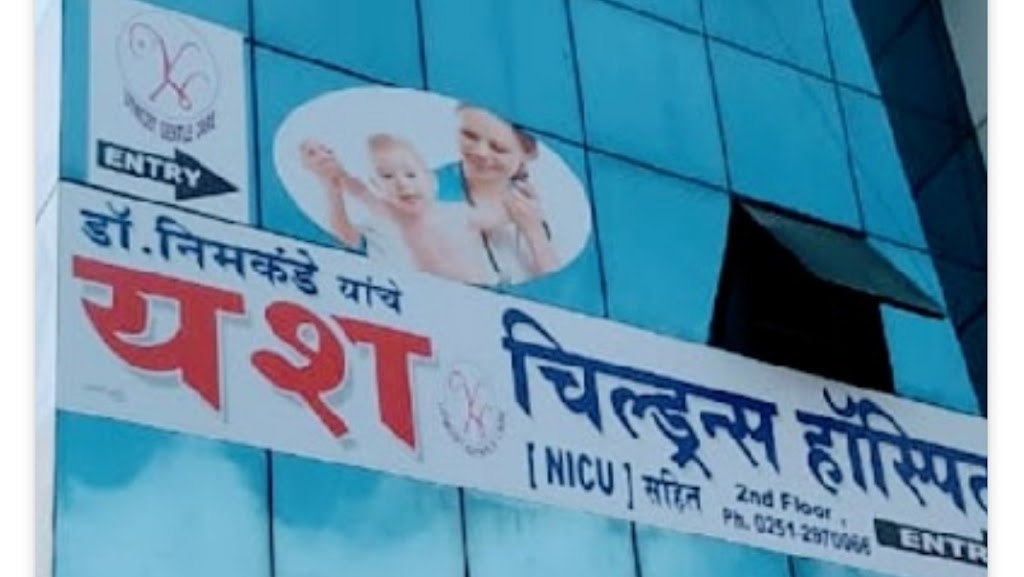 ENTRY
डॉ. निमकंडे यांचे
यश चिल्ड्रन्स हॉस्पित
[ NICU ] सहित
2nd Floor,
Ph. 0251-2970066
ENTR